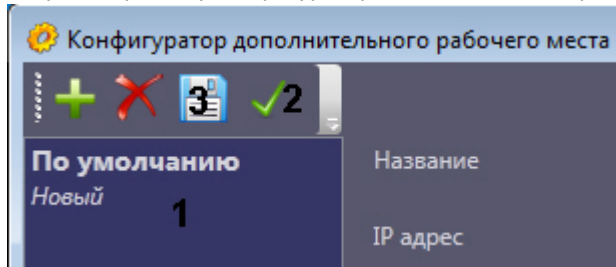 Конфигуратор дополнительного рабочего места
3 2
По умолчанию
Новый
1
Название
IP адрес